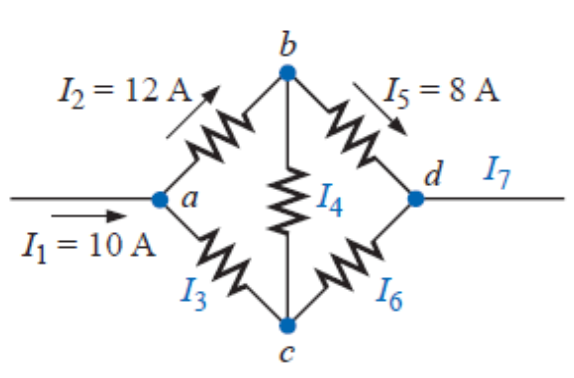 b
I₂ = 12 A
I₅ = 8 A
a
d
I₇
I₄
I₁ = 10 A
I₃
I₆
c